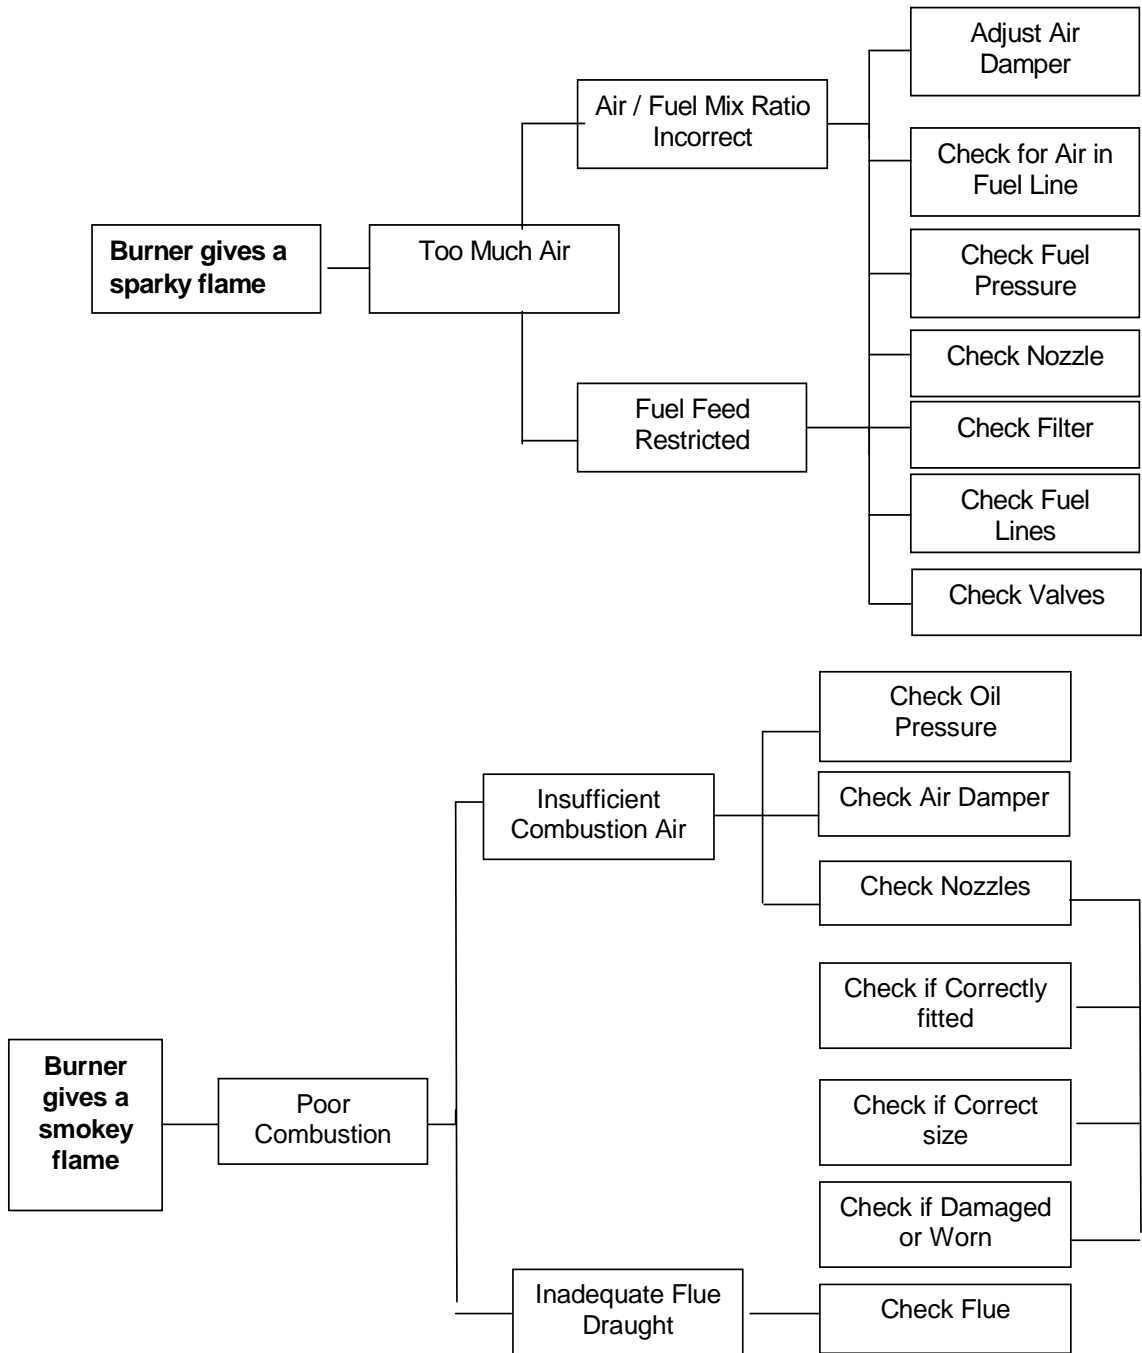 Burner gives a
sparky flame
Too Much Air
Air / Fuel Mix Ratio
Incorrect
Fuel Feed
Restricted
Adjust Air
Damper
Check for Air in
Fuel Line
Check Fuel
Pressure
Check Nozzle
Check Filter
Check Fuel
Lines
Check Valves
Burner
gives a
smokey
flame
Poor
Combustion
Insufficient
Combustion Air
Check Oil
Pressure
Check Air Damper
Check Nozzles
Check if Correctly
fitted
Check if Correct
size
Check if Damaged
or Worn
Inadequate Flue
Draught
Check Flue